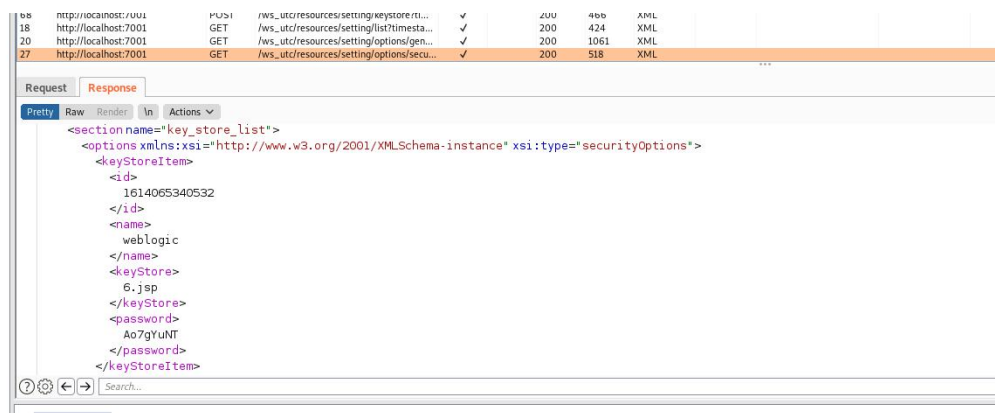 68 http://localhost:7001 POST /ws_utc/resources/setting/keystore?ti... ✓ 200 466 XML
18 http://localhost:7001 GET /ws_utc/resources/setting/list?timesta... ✓ 200 424 XML
20 http://localhost:7001 GET /ws_utc/resources/setting/options/gen... ✓ 200 1061 XML
27 http://localhost:7001 GET /ws_utc/resources/setting/options/secu... ✓ 200 518 XML
Request Response
Pretty Raw Render \n Actions
<section name="key_store_list">
<options xmlns:xsi="http://www.w3.org/2001/XMLSchema-instance" xsi:type="securityOptions">
<keyStoreItem>
<id>
1614065340532
</id>
<name>
weblogic
</name>
<keyStore>
6.jsp
</keyStore>
<password>
Ao7gYuNT
</password>
</keyStoreItem>
Search...